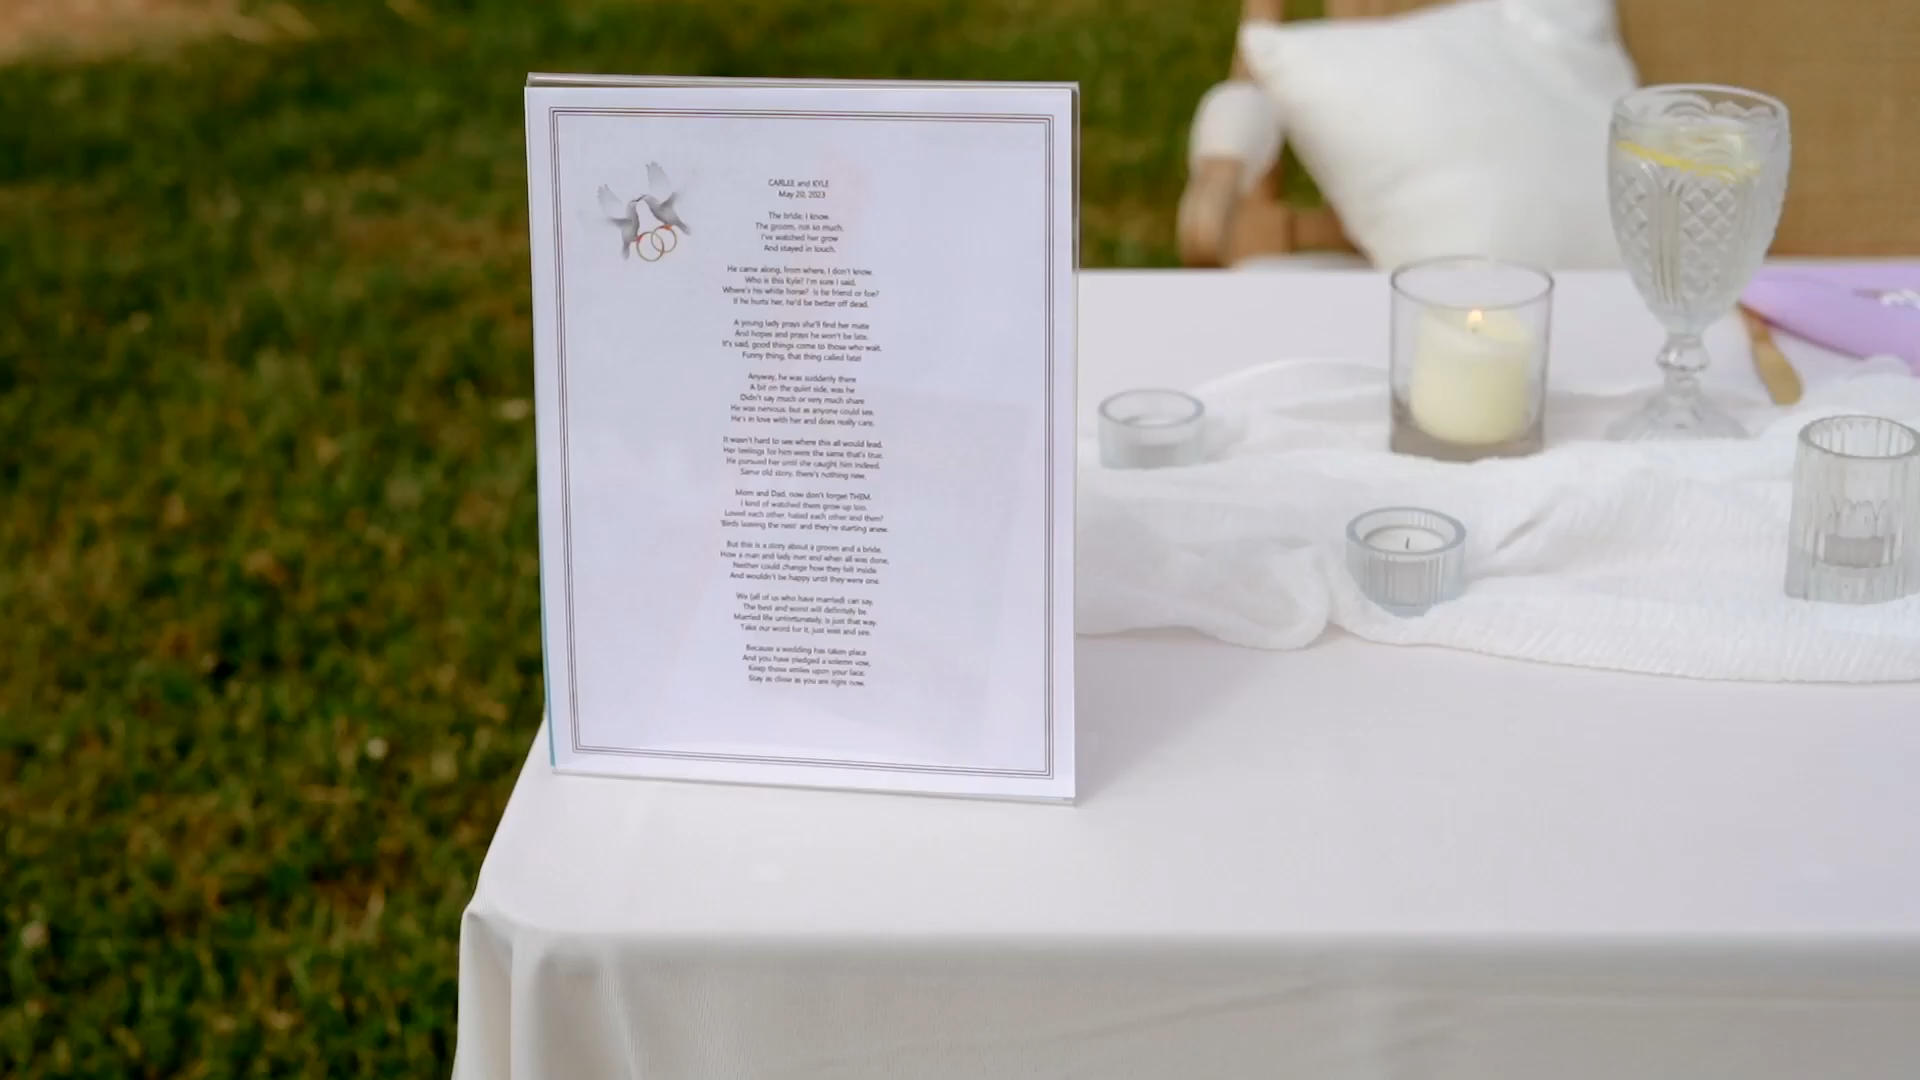 CARLEE and KYLE
May 20, 2023
The bride, I know.
The groom, not so much.
I've watched her grow
And stayed in touch.
He came along, from where, I don't know.
Who is this Kyle? I'm sure I said.
Where's his white horse? Is he friend or foe?
If he hurts her, he'd be better off dead.
A young lady prays she'll find her mate
And hopes and prays he won't be late.
It's said, good things come to those who wait.
Funny thing, that thing called fate!
Anyway, he was suddenly there
A bit on the quiet side, was he
Didn't say much or very much share
He was nervous, but as anyone could see,
He's in love with her and does really care.
It wasn't hard to see where this all would lead.
Her feelings for him were the same that's true.
He pursued her until she caught him indeed.
Same old story, there's nothing new.
Mom and Dad, now don't forget THEM.
I kind of watched them grow up too.
Loved each other, hated each other and then?
'Birds leaving the nest' and they're starting anew.
But this is a story about a groom and a bride.
How a man and lady met and when all was done,
Neither could change how they felt inside
And wouldn't be happy until they were one.
We (all of us who have married) can say,
The best and worst will definitely be.
Married life unfortunately, is just that way.
Take our word for it, just wait and see.
Because a wedding has taken place
And you have pledged a solemn vow,
Keep those smiles upon your face.
Stay as close as you are right now.